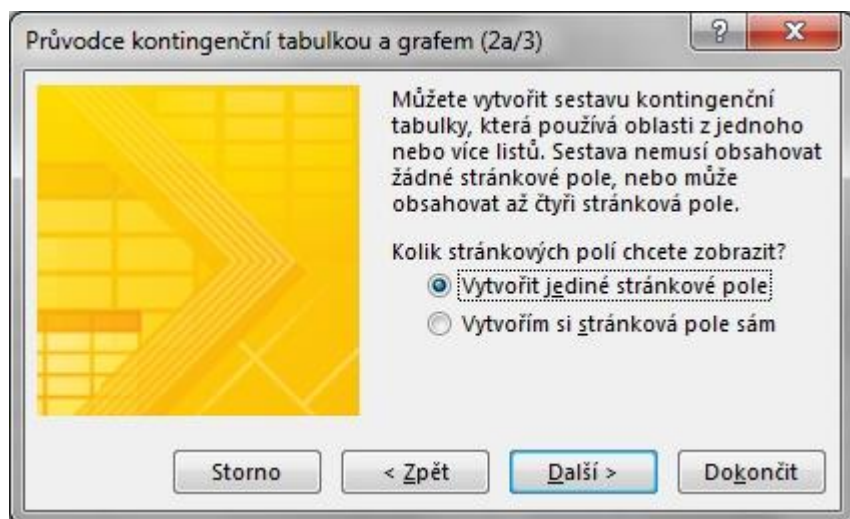 Průvodce kontingenční tabulkou a grafem (2a/3)
?
Můžete vytvořit sestavu kontingenční
tabulky, která používá oblasti z jednoho
nebo více listů. Sestava nemusí obsahovat
žádné stránkové pole, nebo může
obsahovat až čtyři stránková pole.
Kolik stránkových polí chcete zobrazit?
Vytvořit jediné stránkové pole
Vytvořím si stránková pole sám
Storno
< Zpět
Další >
Dokončit